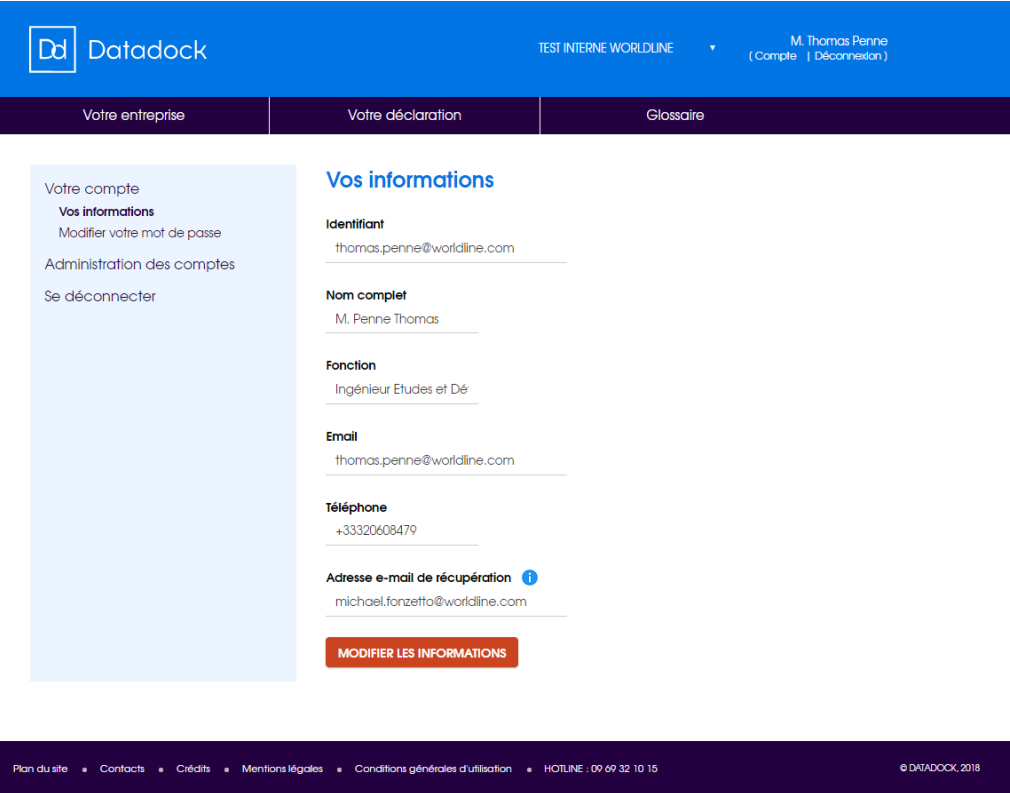 Dd Datadock
TEST INTERNE WORLDLINE ▼
M. Thomas Penne
( Compte | Déconnexion )
Votre entreprise
Votre déclaration
Glossaire
Votre compte
Vos informations
Modifier votre mot de passe
Administration des comptes
Se déconnecter
Vos informations
Identifiant
thomas.penne@worldline.com
Nom complet
M. Penne Thomas
Fonction
Ingénieur Etudes et Dé
Email
thomas.penne@worldline.com
Téléphone
+33320608479
Adresse e-mail de récupération i
michael.fonzetto@worldline.com
MODIFIER LES INFORMATIONS
Plan du site • Contacts • Crédits • Mentions légales • Conditions générales d'utilisation • HOTLINE : 09 69 32 10 15
© DATADOCK, 2018